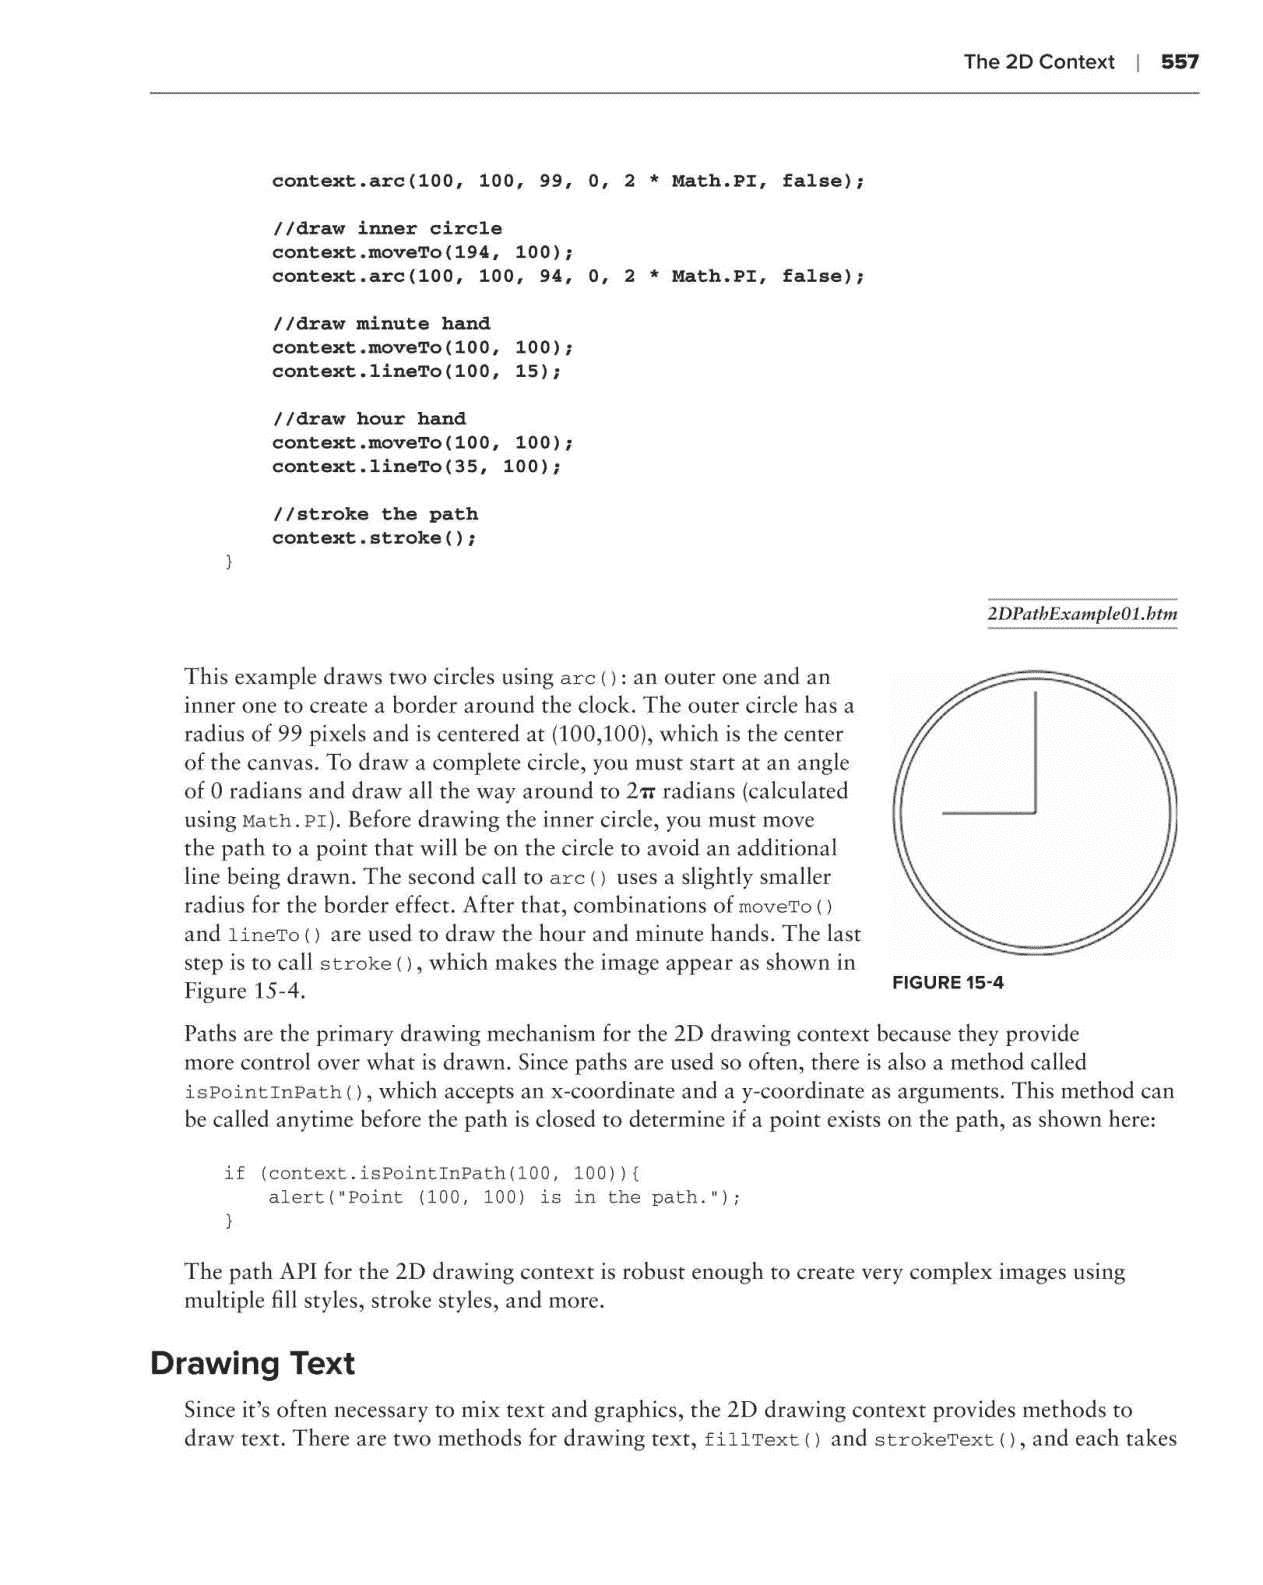 The 2D Context | 557
context.arc(100, 100, 99, 0, 2 * Math.PI, false);
//draw inner circle
context.moveTo(194, 100);
context.arc(100, 100, 94, 0, 2 * Math.PI, false);
//draw minute hand
context.moveTo(100, 100);
context.lineTo(100, 15);
//draw hour hand
context.moveTo(100, 100);
context.lineTo(35, 100);
//stroke the path
context.stroke();
}
2DPathExample01.htm
This example draws two circles using arc(): an outer one and an
inner one to create a border around the clock. The outer circle has a
radius of 99 pixels and is centered at (100,100), which is the center
of the canvas. To draw a complete circle, you must start at an angle
of 0 radians and draw all the way around to 2π radians (calculated
using Math.PI). Before drawing the inner circle, you must move
the path to a point that will be on the circle to avoid an additional
line being drawn. The second call to arc() uses a slightly smaller
radius for the border effect. After that, combinations of moveTo()
and lineTo() are used to draw the hour and minute hands. The last
step is to call stroke(), which makes the image appear as shown in
Figure 15-4.
FIGURE 15-4
Paths are the primary drawing mechanism for the 2D drawing context because they provide
more control over what is drawn. Since paths are used so often, there is also a method called
isPointInPath(), which accepts an x-coordinate and a y-coordinate as arguments. This method can
be called anytime before the path is closed to determine if a point exists on the path, as shown here:
if (context.isPointInPath(100, 100)){
alert("Point (100, 100) is in the path.");
}
The path API for the 2D drawing context is robust enough to create very complex images using
multiple fill styles, stroke styles, and more.
Drawing Text
Since it's often necessary to mix text and graphics, the 2D drawing context provides methods to
draw text. There are two methods for drawing text, fillText() and strokeText(), and each takes